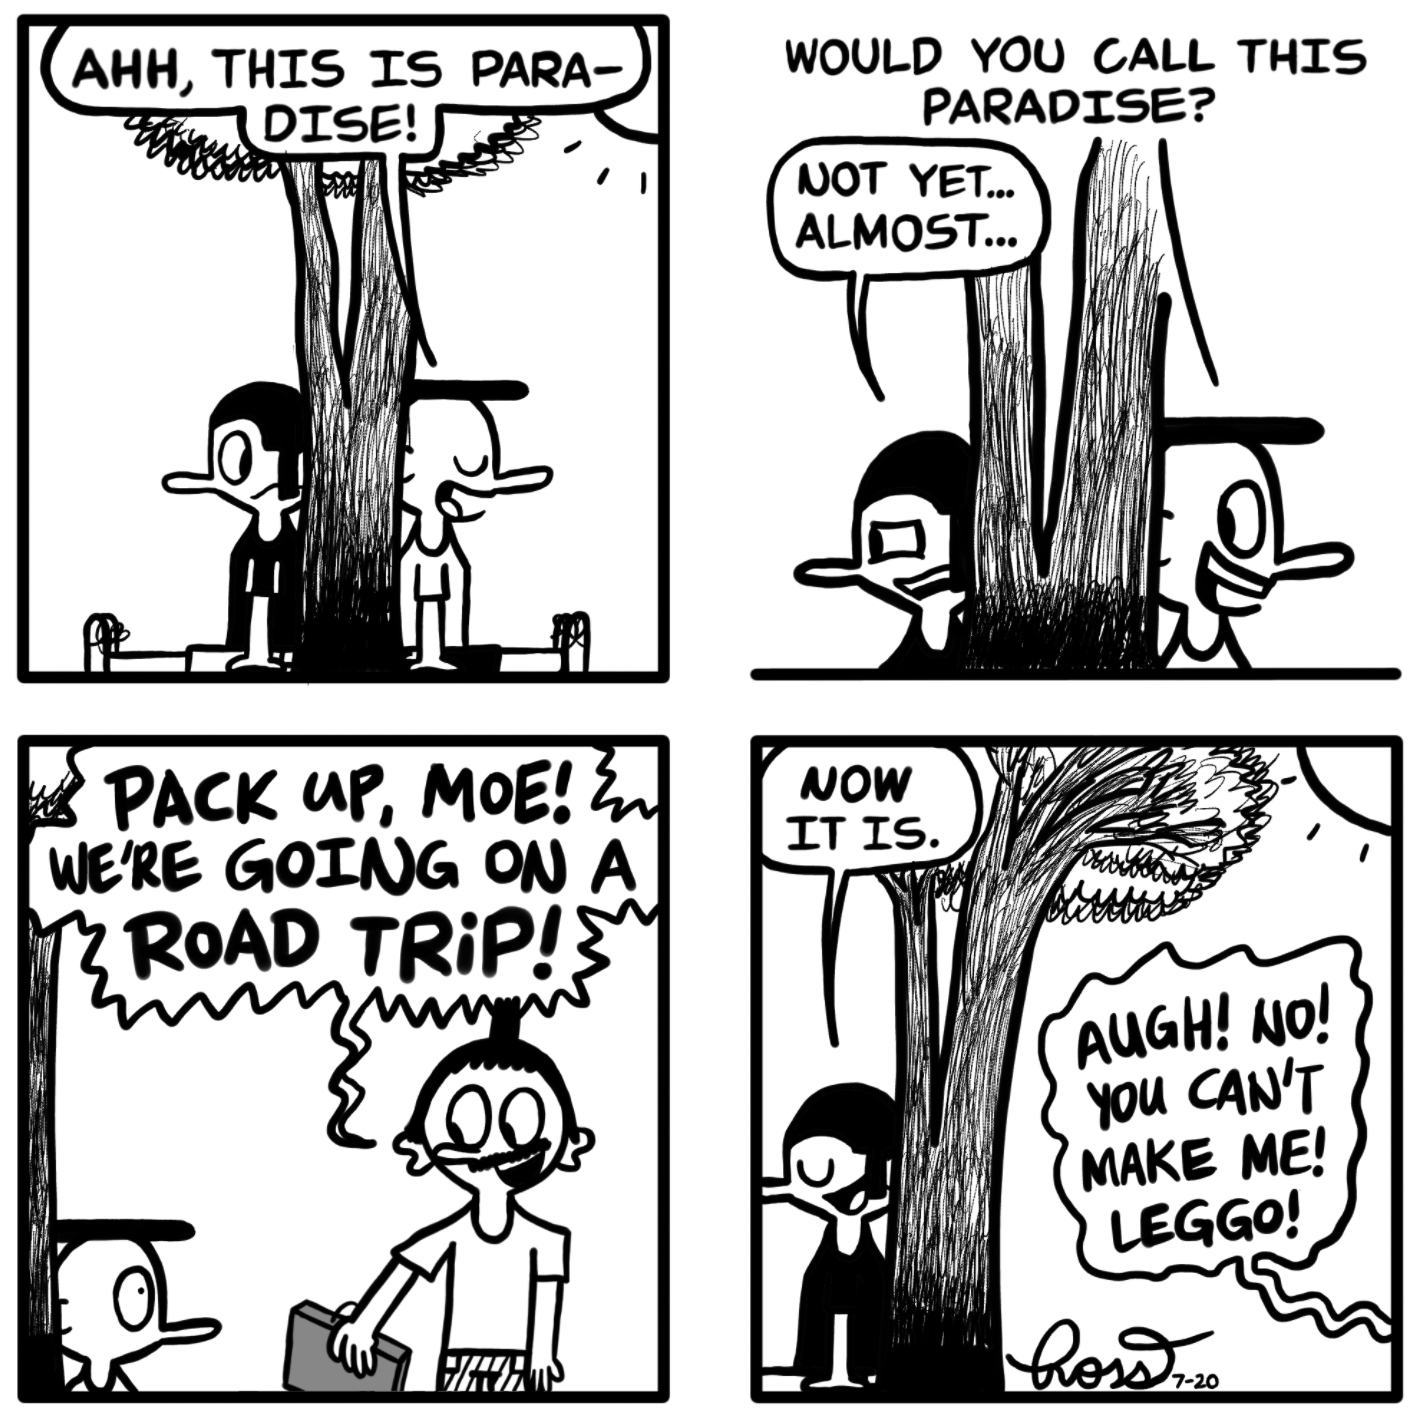 AHH, THIS IS PARA-
DISE!
WOULD YOU CALL THIS
PARADISE?
NOT YET...
ALMOST...
PACK UP, MOE!
WE'RE GOING ON A
ROAD TRiP!
NOW
IT IS.
AUGH! NO!
YOU CAN'T
MAKE ME!
LEGGO!
Ross
7-20